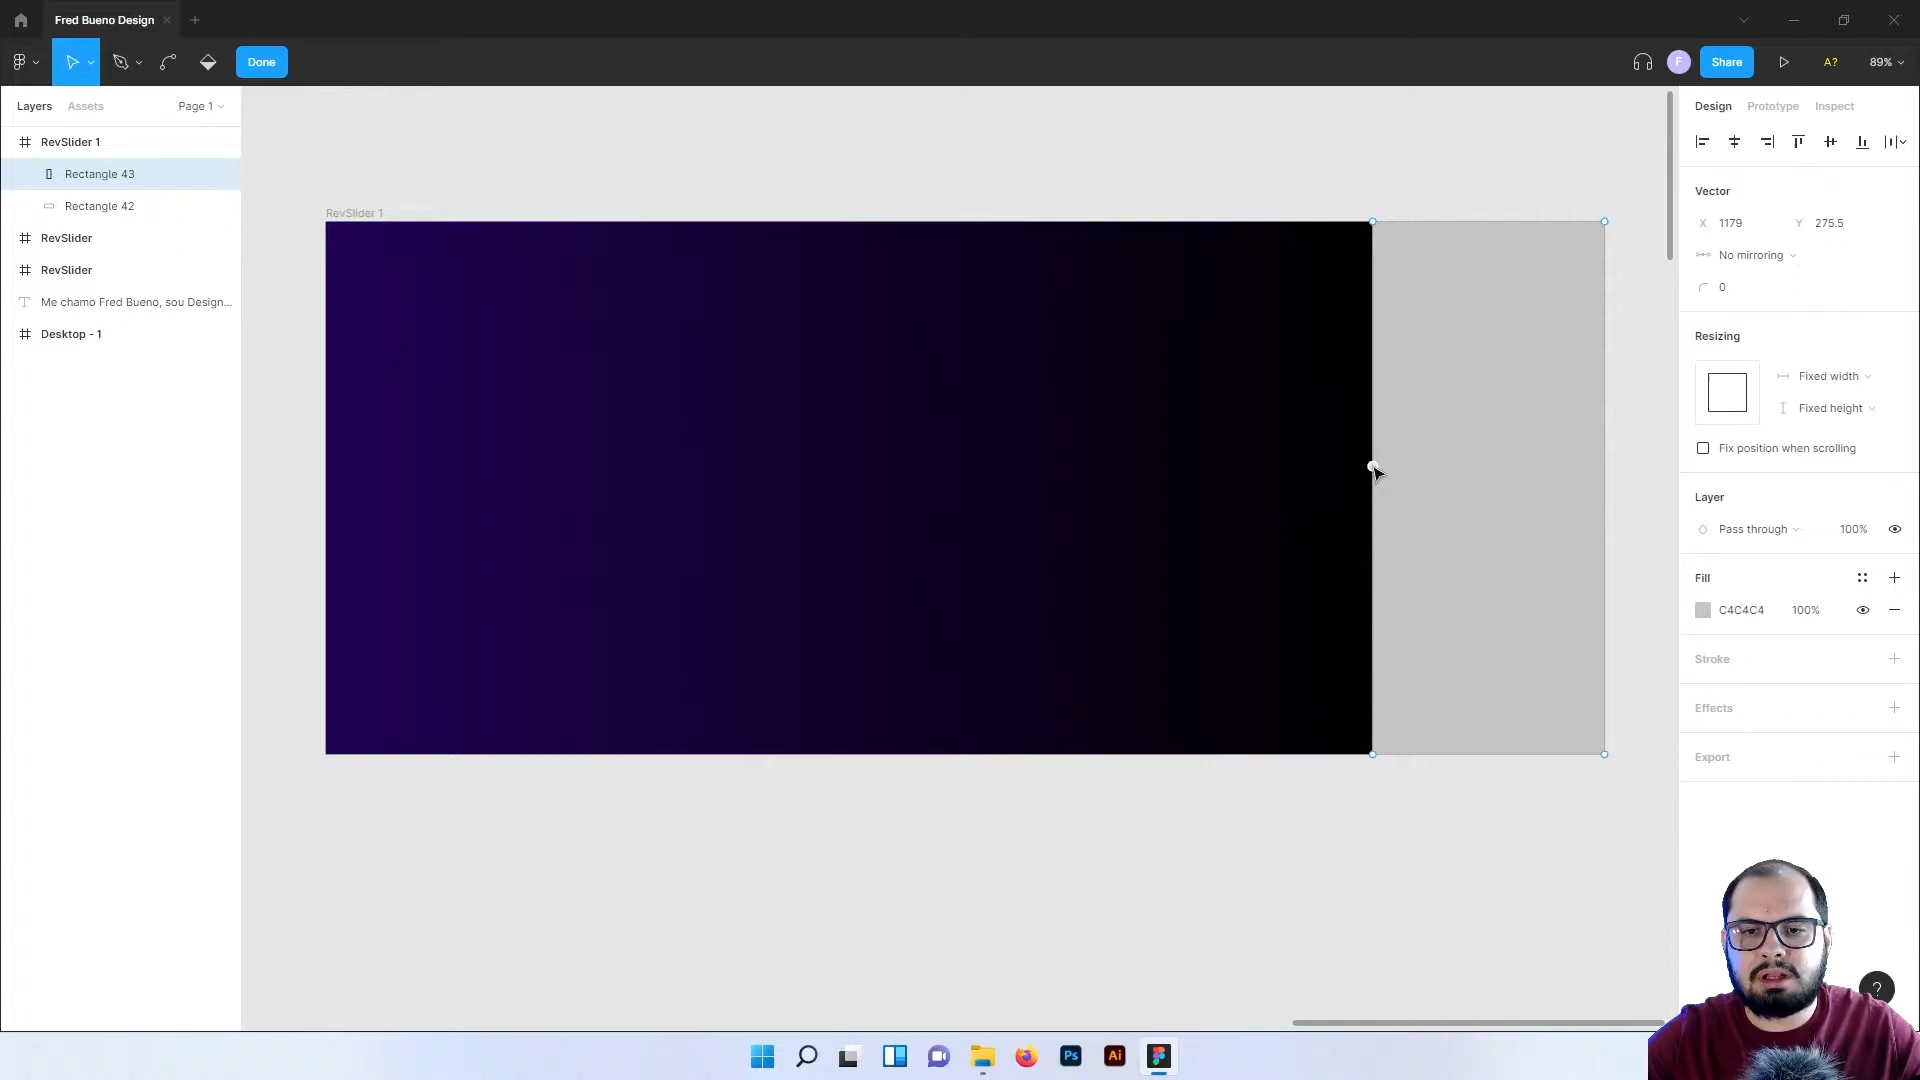 Fred Bueno Design
Done
F
Share
A?
89%
Layers
Assets
Page 1
RevSlider 1
Rectangle 43
Rectangle 42
RevSlider
RevSlider
Me chamo Fred Bueno, sou Design...
Desktop - 1
RevSlider 1
Design
Prototype
Inspect
Vector
X 1179
Y 275.5
No mirroring
0
Resizing
Fixed width
Fixed height
Fix position when scrolling
Layer
Pass through
100%
Fill
C4C4C4
100%
Stroke
Effects
Export
?
Ps
Ai